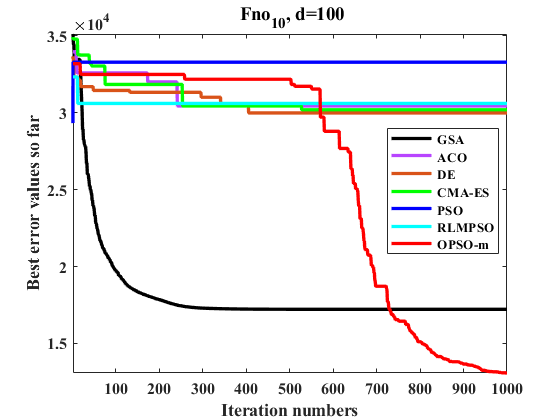 Fno10, d=100
×10^4
3.5
3
2.5
2
1.5
Best error values so far
100 200 300 400 500 600 700 800 900 1000
Iteration numbers
GSA
ACO
DE
CMA-ES
PSO
RLMPSO
OPSO-m